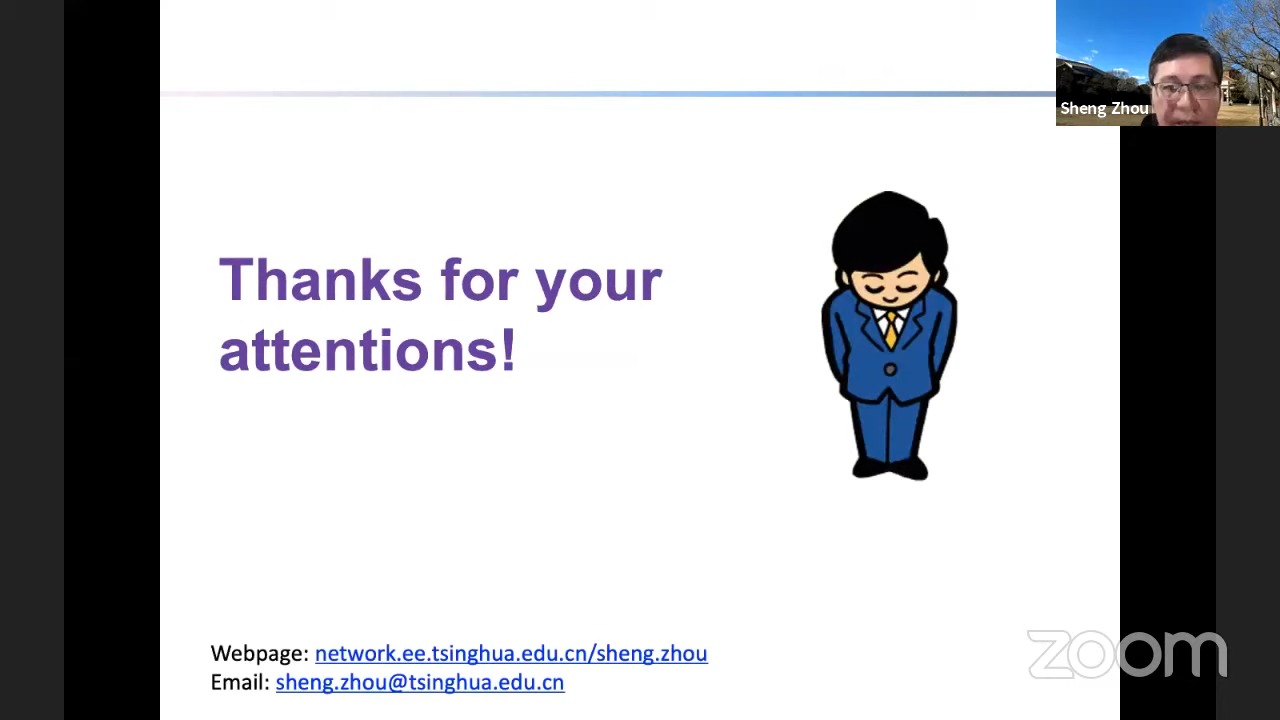 Sheng Zhou
Thanks for your
attentions!
Webpage: network.ee.tsinghua.edu.cn/sheng.zhou
Email: sheng.zhou@tsinghua.edu.cn
zoom